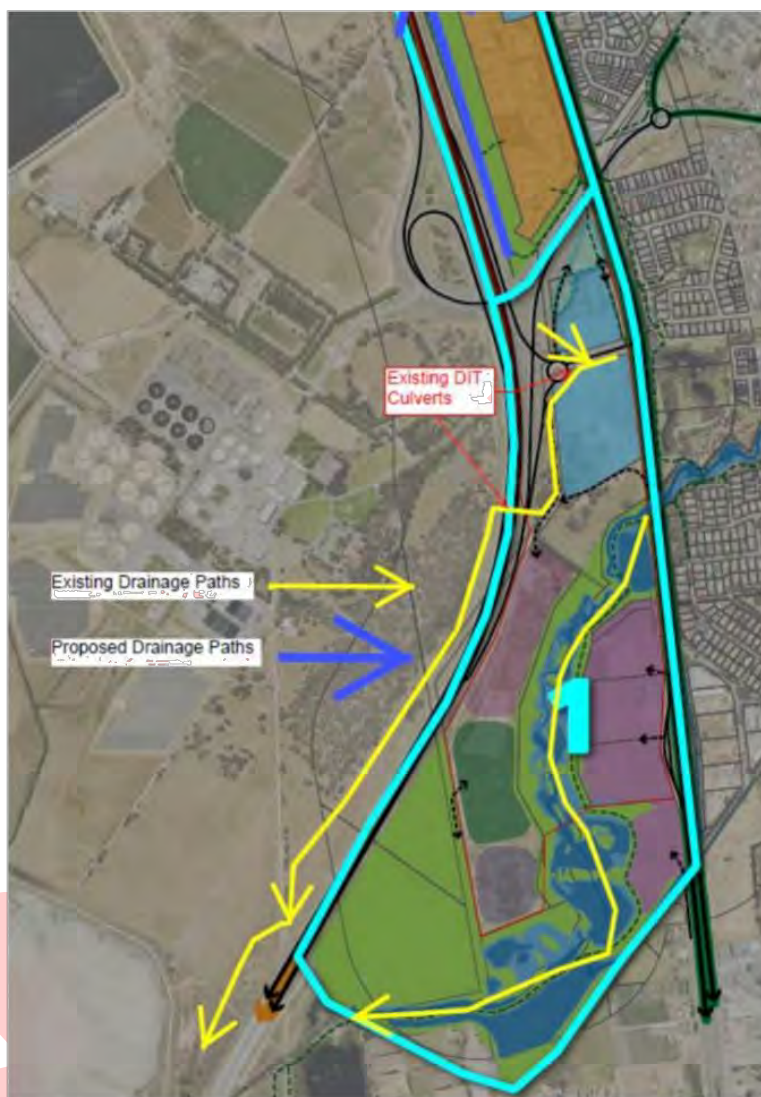 Existing DIT
Culverts
Existing Drainage Paths
Proposed Drainage Paths
1